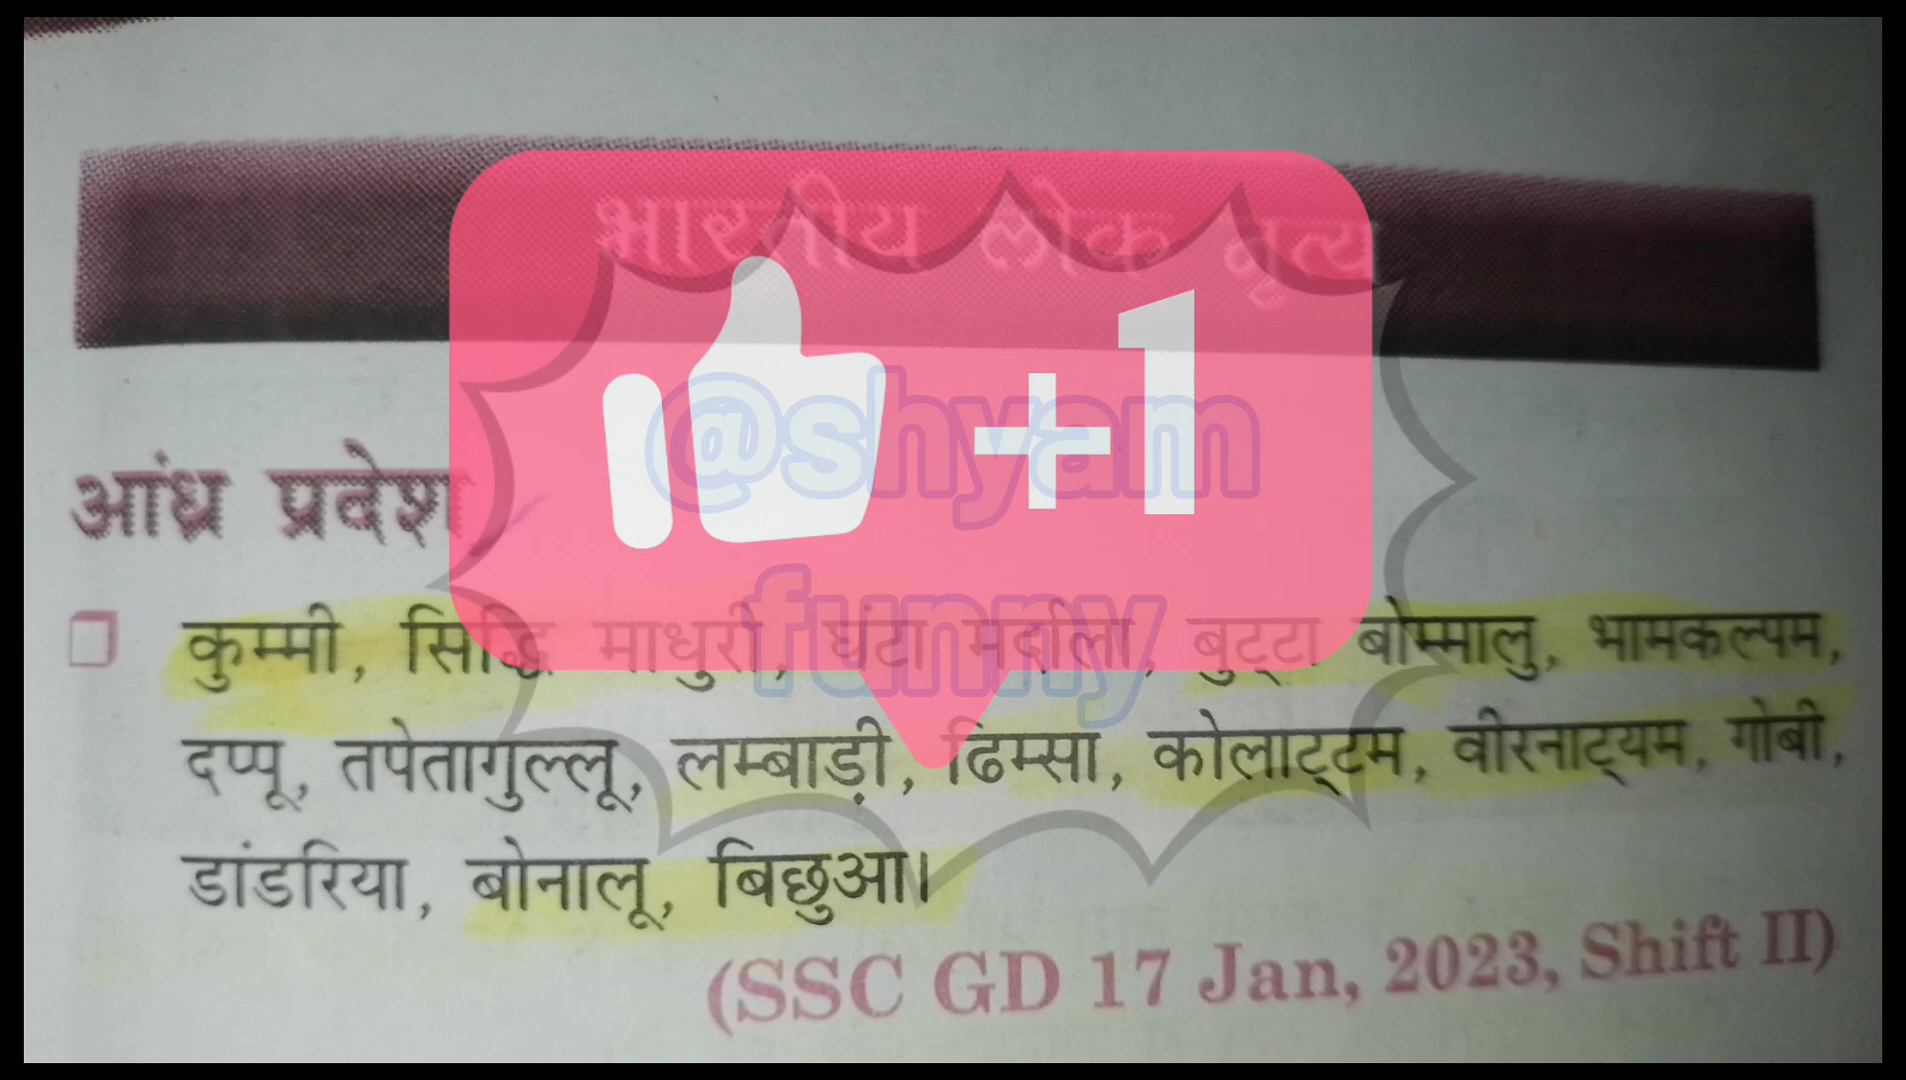 भारतीय लोक नृत्य
+1
@shyam
funny
आंध्र प्रदेश
कुम्मी, सिद्धि माधुरी, घंटा मर्दाला, बुट्टा बोम्मालु, भामकल्पम,
दप्पू, तपेतागुल्लू, लम्बाड़ी, ढिम्सा, कोलाट्टम, वीरनाट्यम, गोबी,
डांडरिया, बोनालू, बिछुआ।
(SSC GD 17 Jan, 2023, Shift II)